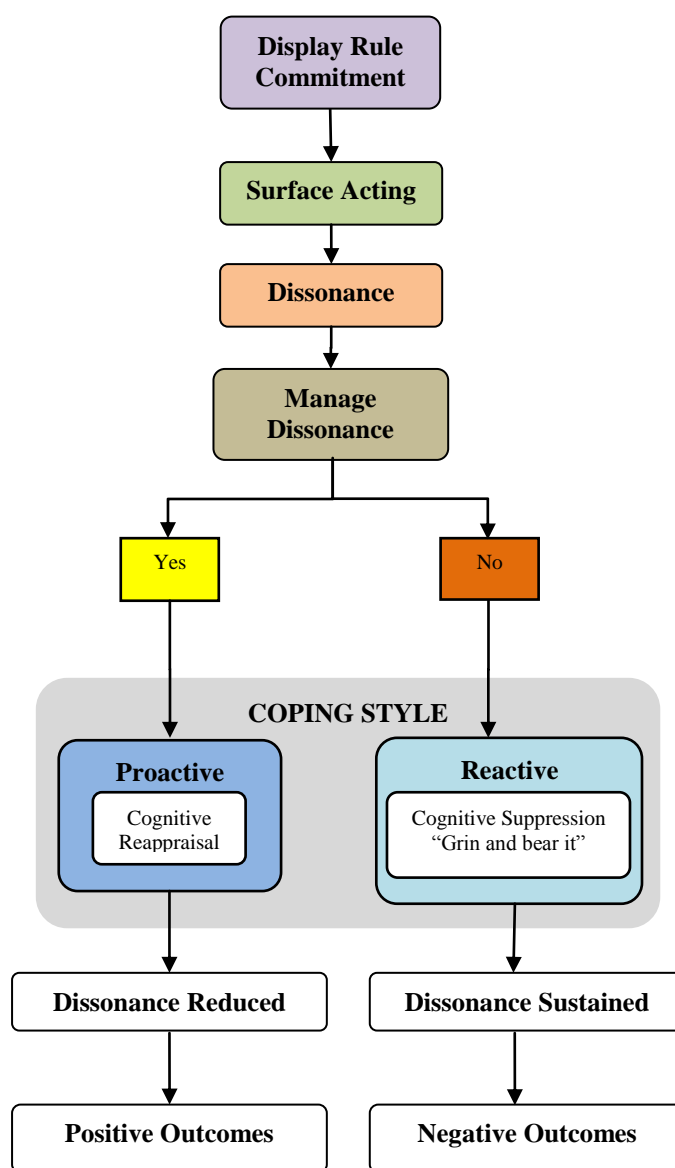 Display Rule
Commitment
Surface Acting
Dissonance
Manage
Dissonance
Yes
No
COPING STYLE
Proactive
Cognitive
Reappraisal
Reactive
Cognitive Suppression
“Grin and bear it”
Dissonance Reduced
Dissonance Sustained
Positive Outcomes
Negative Outcomes